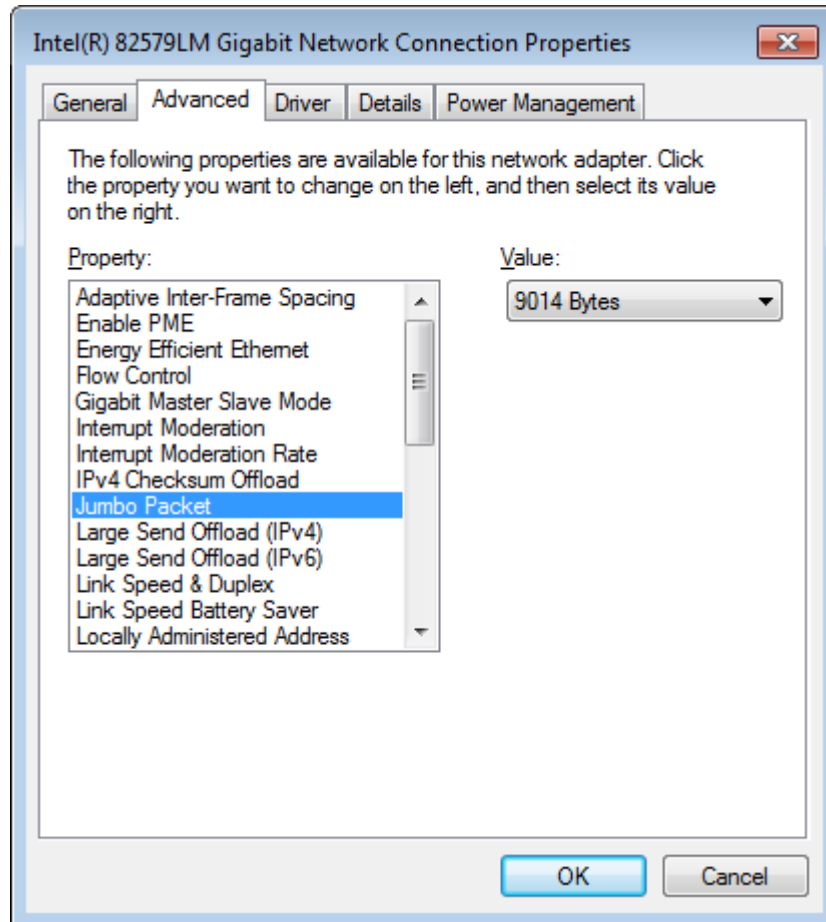 Intel(R) 82579LM Gigabit Network Connection Properties
General Advanced Driver Details Power Management
The following properties are available for this network adapter. Click
the property you want to change on the left, and then select its value
on the right.
Property:
Adaptive Inter-Frame Spacing
Enable PME
Energy Efficient Ethernet
Flow Control
Gigabit Master Slave Mode
Interrupt Moderation
Interrupt Moderation Rate
IPv4 Checksum Offload
Jumbo Packet
Large Send Offload (IPv4)
Large Send Offload (IPv6)
Link Speed & Duplex
Link Speed Battery Saver
Locally Administered Address
Value:
9014 Bytes
OK Cancel